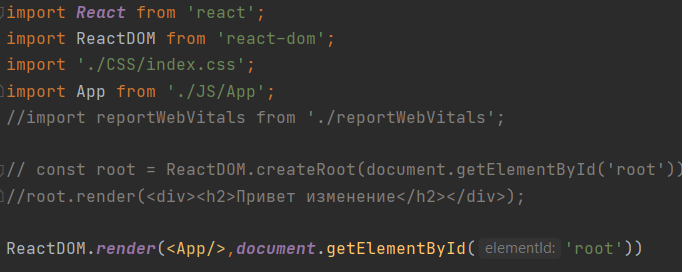 import React from 'react';
import ReactDOM from 'react-dom';
import './CSS/index.css';
import App from './JS/App';
//import reportWebVitals from './reportWebVitals';
// const root = ReactDOM.createRoot(document.getElementById('root'))
//root.render(<div><h2>Привет изменение</h2></div>);
ReactDOM.render(<App/>,document.getElementById( elementId: 'root'))